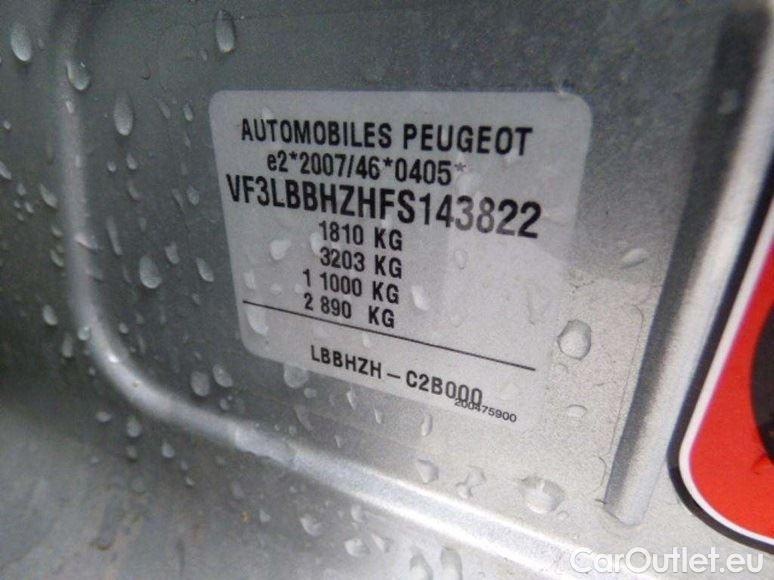 AUTOMOBILES PEUGEOT
e2*2007/46*0405*
VF3LBBHZHFS143822
1810 KG
3203 KG
1 1000 KG
2 890 KG
LBBHZH - C2B000
200475900
CarOutlet.eu